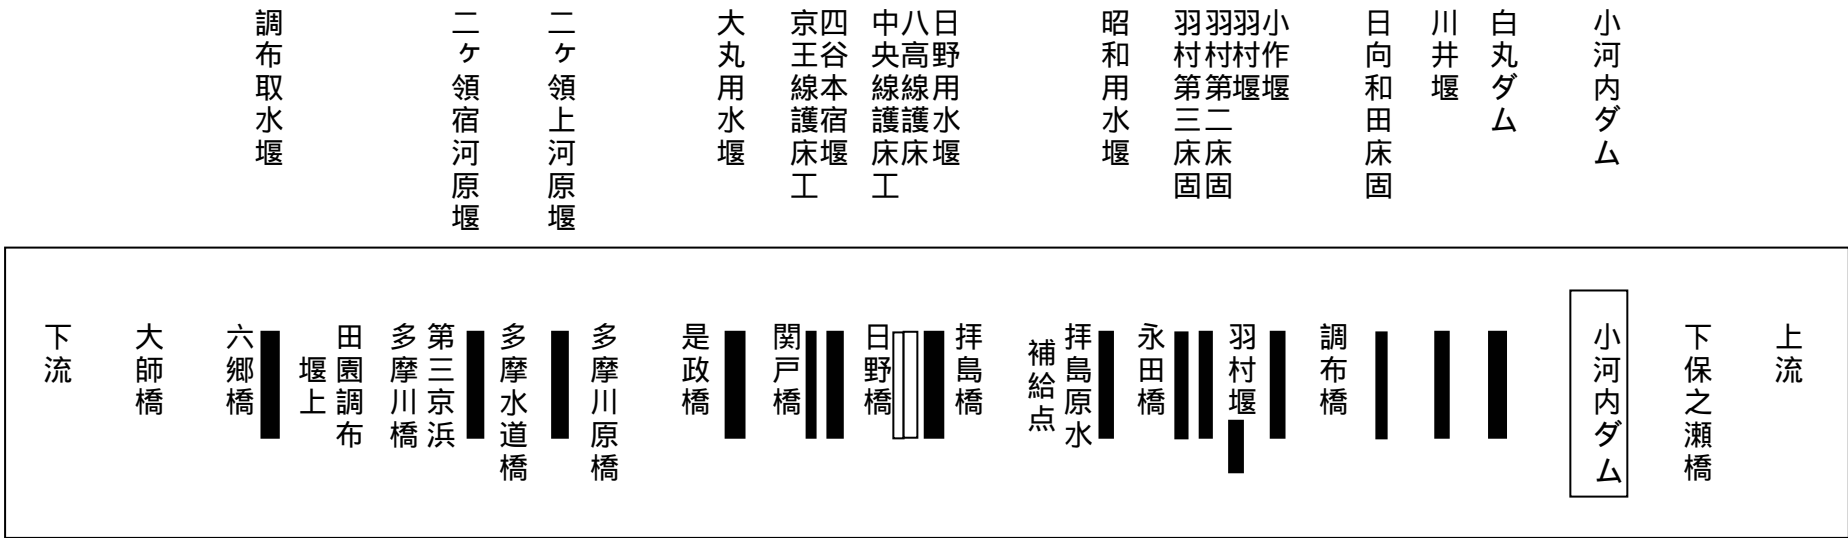 小河内ダム
白丸ダム
川井堰
日向和田床固
小作堰
羽村堰
羽村第二床固
羽村第三床固
昭和用水堰
日野用水堰
八高線護床
中央線護床工
四谷本宿堰
京王線護床工
大丸用水堰
二ヶ領上河原堰
二ヶ領宿河原堰
調布取水堰
上流
下保之瀬橋
小河内ダム
調布橋
羽村堰
永田橋
拝島原水
補給点
拝島橋
日野橋
関戸橋
是政橋
多摩川原橋
多摩水道橋
第三京浜
多摩川橋
田園調布
堰上
六郷橋
大師橋
下流